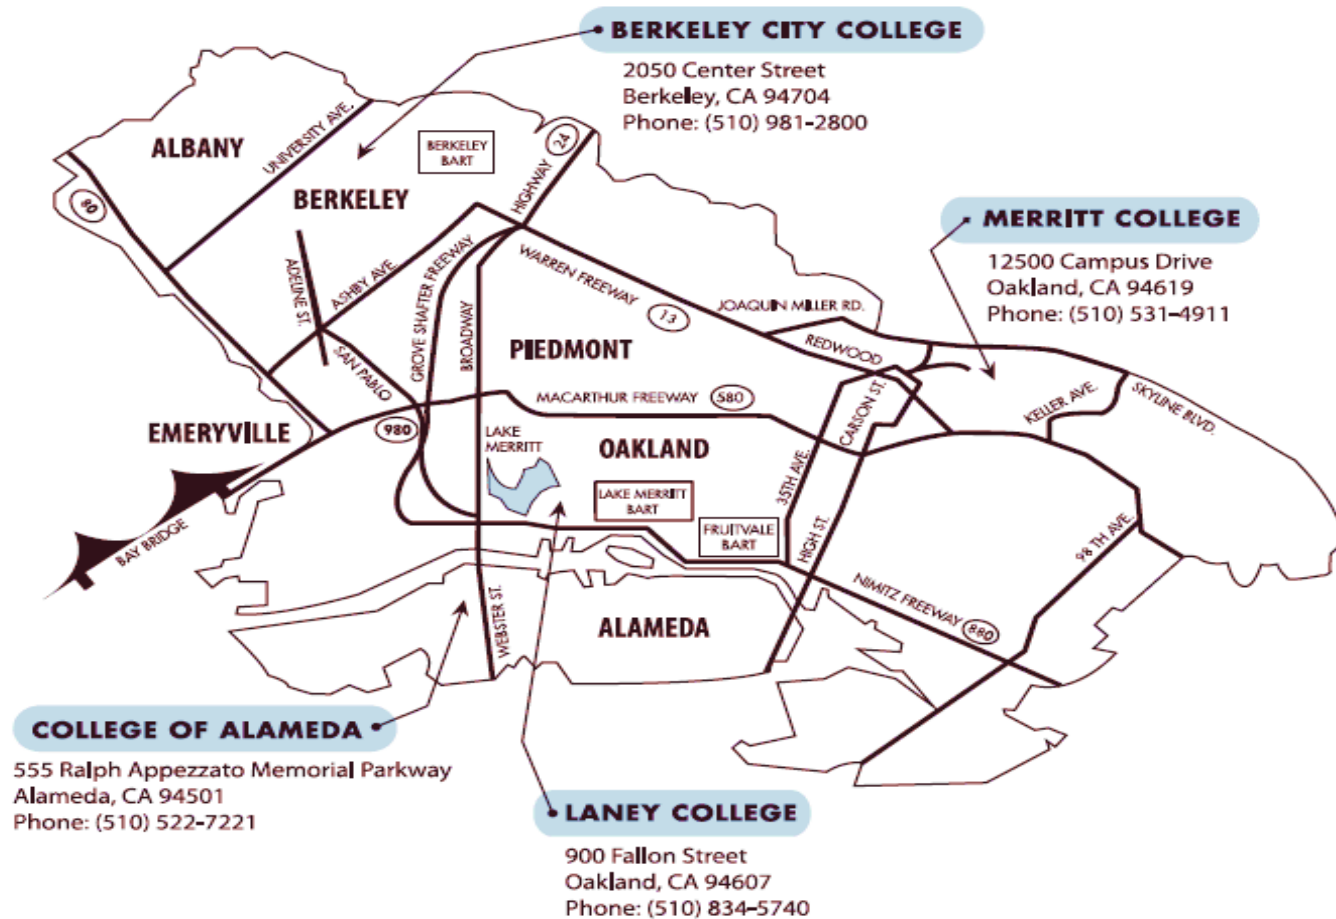 BERKELEY CITY COLLEGE
2050 Center Street
Berkeley, CA 94704
Phone: (510) 981-2800
ALBANY
UNIVERSITY AVE.
BERKELEY
BART
24
HIGHWAY
BERKELEY
80
MERRITT COLLEGE
12500 Campus Drive
Oakland, CA 94619
Phone: (510) 531-4911
ADELINE ST.
ASHBY AVE.
GROVE SHAFTER FREEWAY
BROADWAY
WARREN FREEWAY
13
JOAQUIN MILLER RD.
REDWOOD
SAN PABLO
PIEDMONT
CARSON ST.
KELLER AVE.
SKYLINE BLVD.
MACARTHUR FREEWAY
580
EMERYVILLE
980
LAKE
MERRITT
OAKLAND
35TH AVE.
LAKE MERRITT
BART
FRUITVALE
BART
HIGH ST.
98 TH AVE.
BAY BRIDGE
NIMITZ FREEWAY
880
WEBSTER ST.
ALAMEDA
COLLEGE OF ALAMEDA
555 Ralph Appezzato Memorial Parkway
Alameda, CA 94501
Phone: (510) 522-7221
LANEY COLLEGE
900 Fallon Street
Oakland, CA 94607
Phone: (510) 834-5740